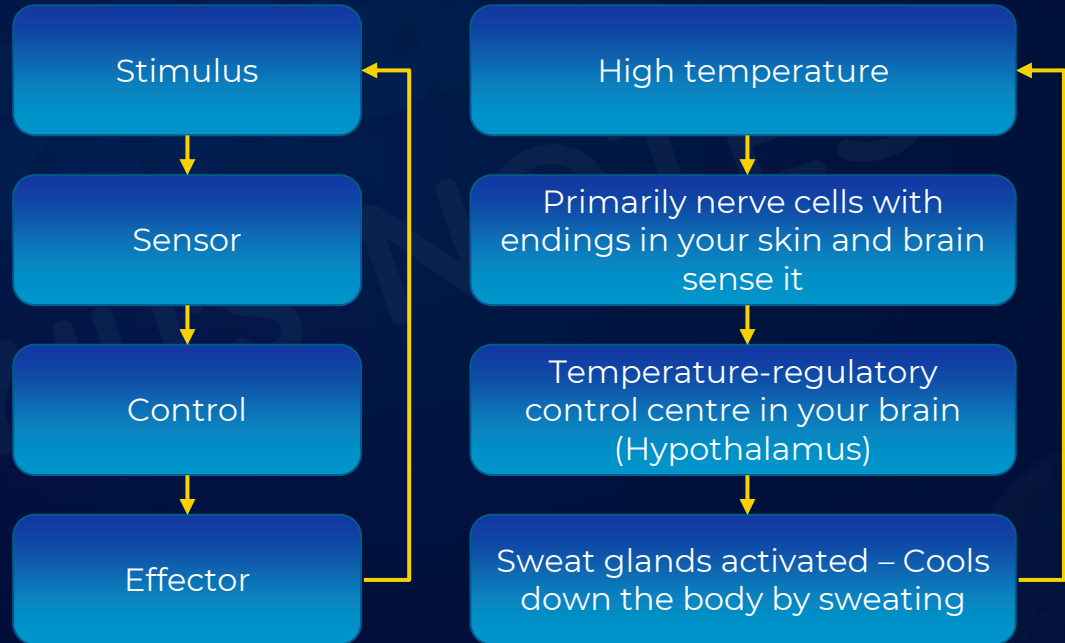 Stimulus
Sensor
Control
Effector
High temperature
Primarily nerve cells with
endings in your skin and brain
sense it
Temperature-regulatory
control centre in your brain
(Hypothalamus)
Sweat glands activated – Cools
down the body by sweating
NOTES